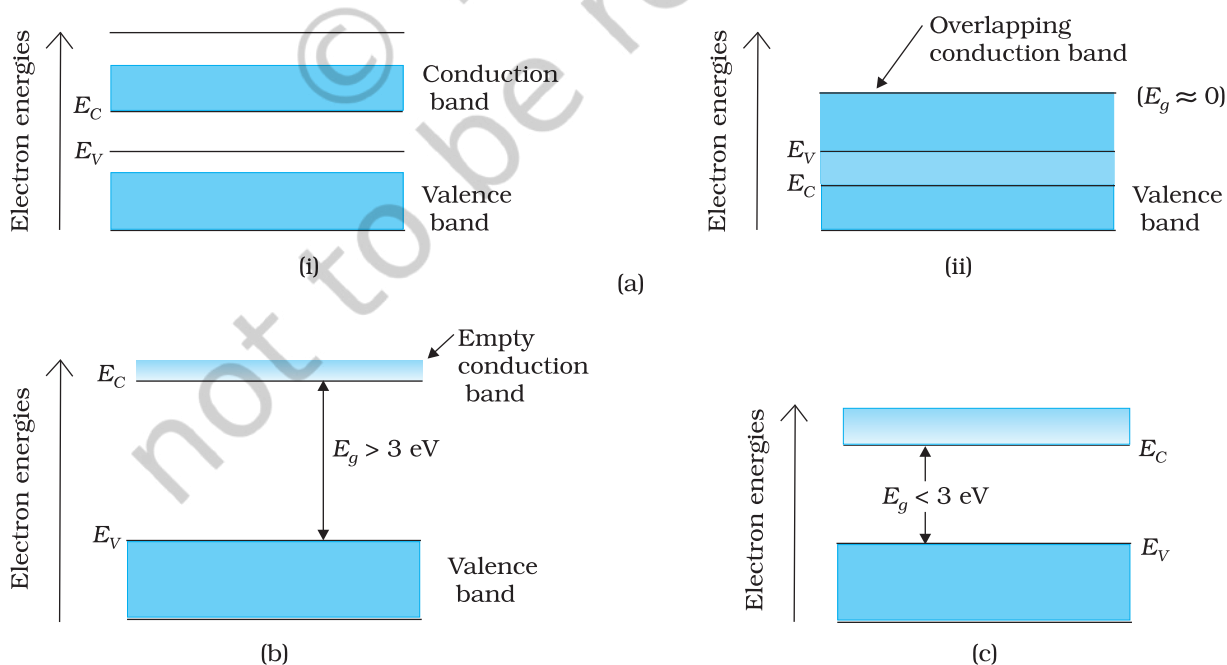 Electron energies
Conduction
band
E_C
E_V
Valence
band
(i)
Electron energies
Overlapping
conduction band
(E_g ≈ 0)
E_V
E_C
Valence
band
(ii)
(a)
Electron energies
Empty
conduction
band
E_C
E_g > 3 eV
E_V
Valence
band
(b)
Electron energies
E_C
E_g < 3 eV
E_V
(c)
©
not to be re